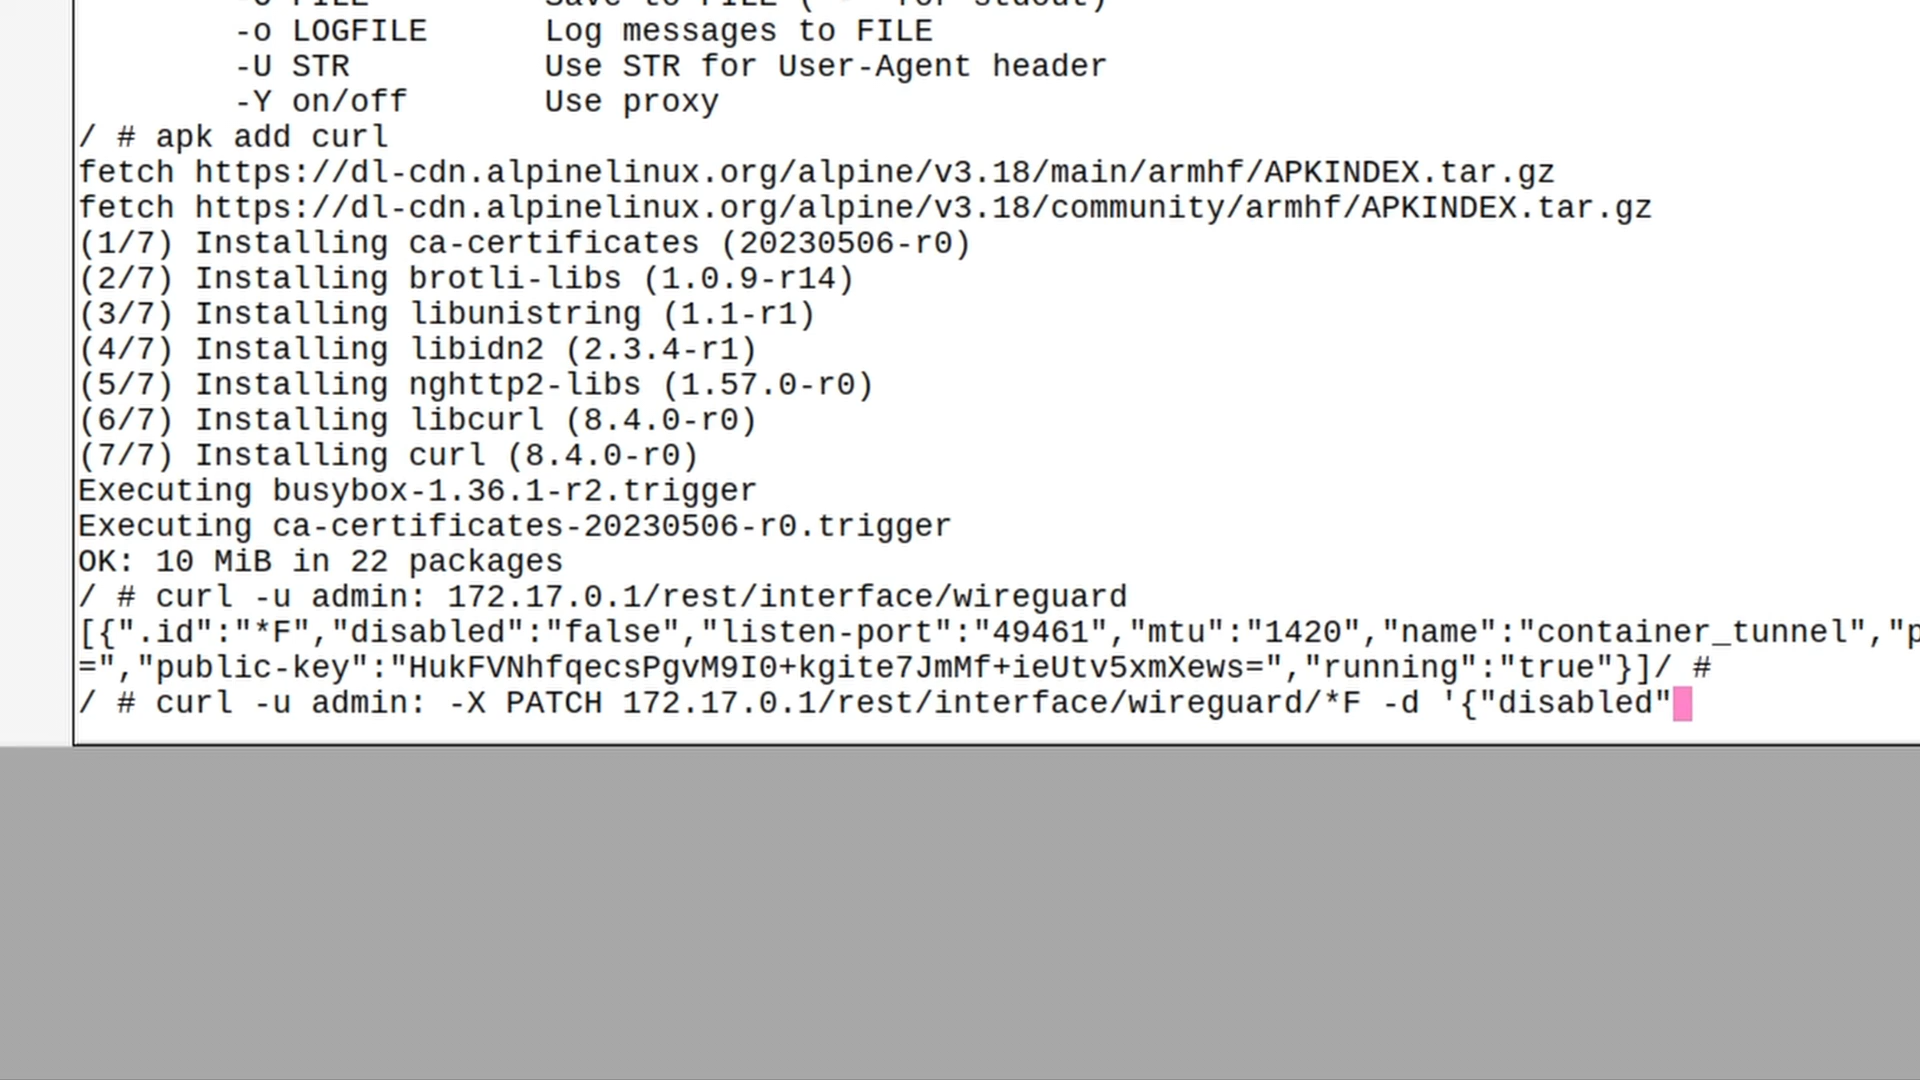 -O FILE Save to FILE ('-' for stdout)
-o LOGFILE Log messages to FILE
-U STR Use STR for User-Agent header
-Y on/off Use proxy
/ # apk add curl
fetch https://dl-cdn.alpinelinux.org/alpine/v3.18/main/armhf/APKINDEX.tar.gz
fetch https://dl-cdn.alpinelinux.org/alpine/v3.18/community/armhf/APKINDEX.tar.gz
(1/7) Installing ca-certificates (20230506-r0)
(2/7) Installing brotli-libs (1.0.9-r14)
(3/7) Installing libunistring (1.1-r1)
(4/7) Installing libidn2 (2.3.4-r1)
(5/7) Installing nghttp2-libs (1.57.0-r0)
(6/7) Installing libcurl (8.4.0-r0)
(7/7) Installing curl (8.4.0-r0)
Executing busybox-1.36.1-r2.trigger
Executing ca-certificates-20230506-r0.trigger
OK: 10 MiB in 22 packages
/ # curl -u admin: 172.17.0.1/rest/interface/wireguard
[{".id":"*F","disabled":"false","listen-port":"49461","mtu":"1420","name":"container_tunnel","p
=","public-key":"HukFVNhfqecsPgvM9I0+kgite7JmMf+ieUtv5xmXews=","running":"true"}]/ #
/ # curl -u admin: -X PATCH 172.17.0.1/rest/interface/wireguard/*F -d '{"disabled"